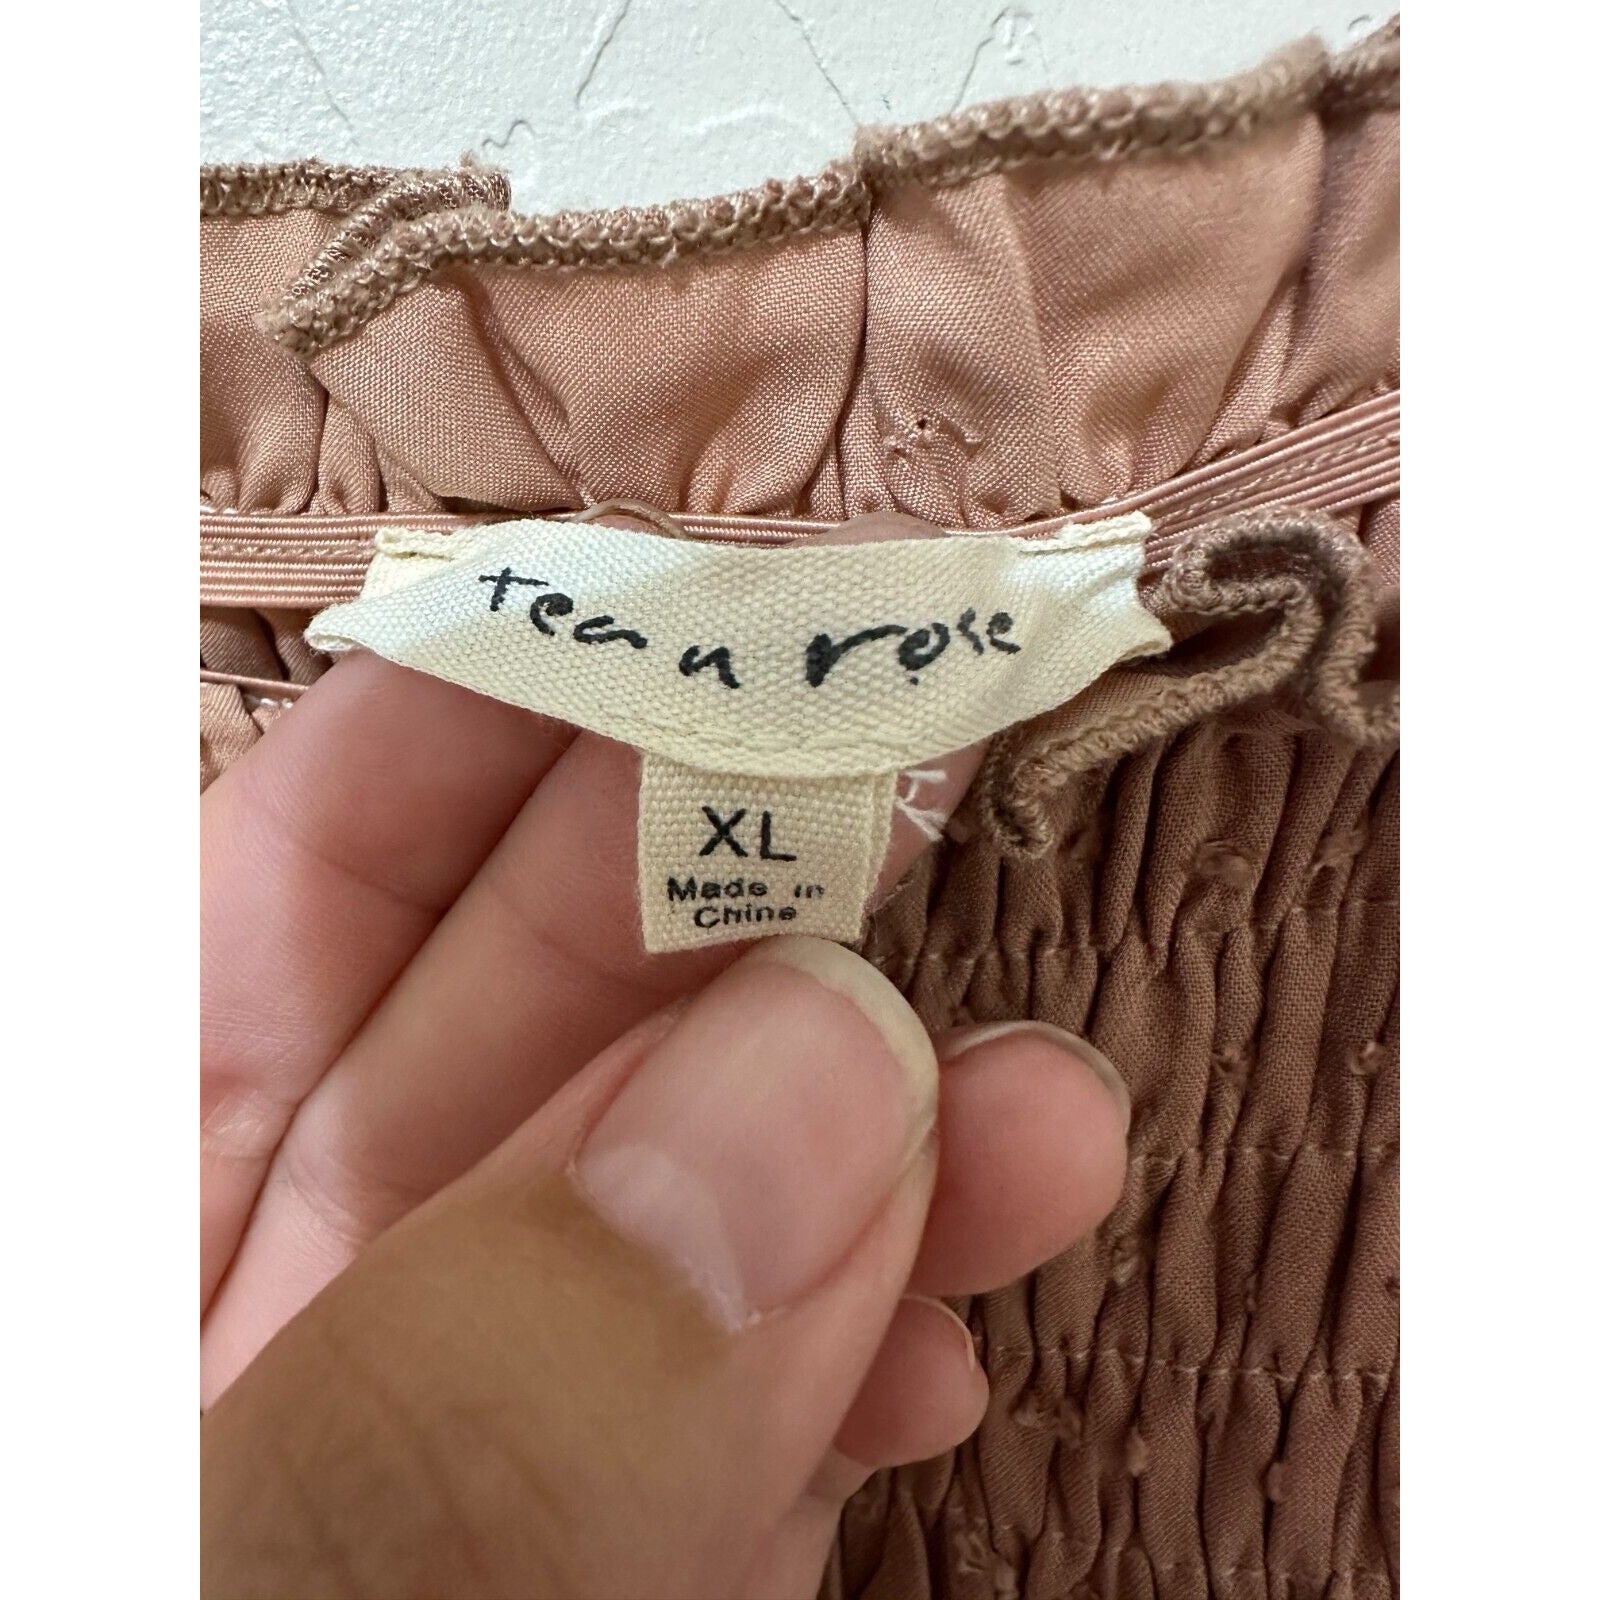 tea n rose
XL
Made in
China